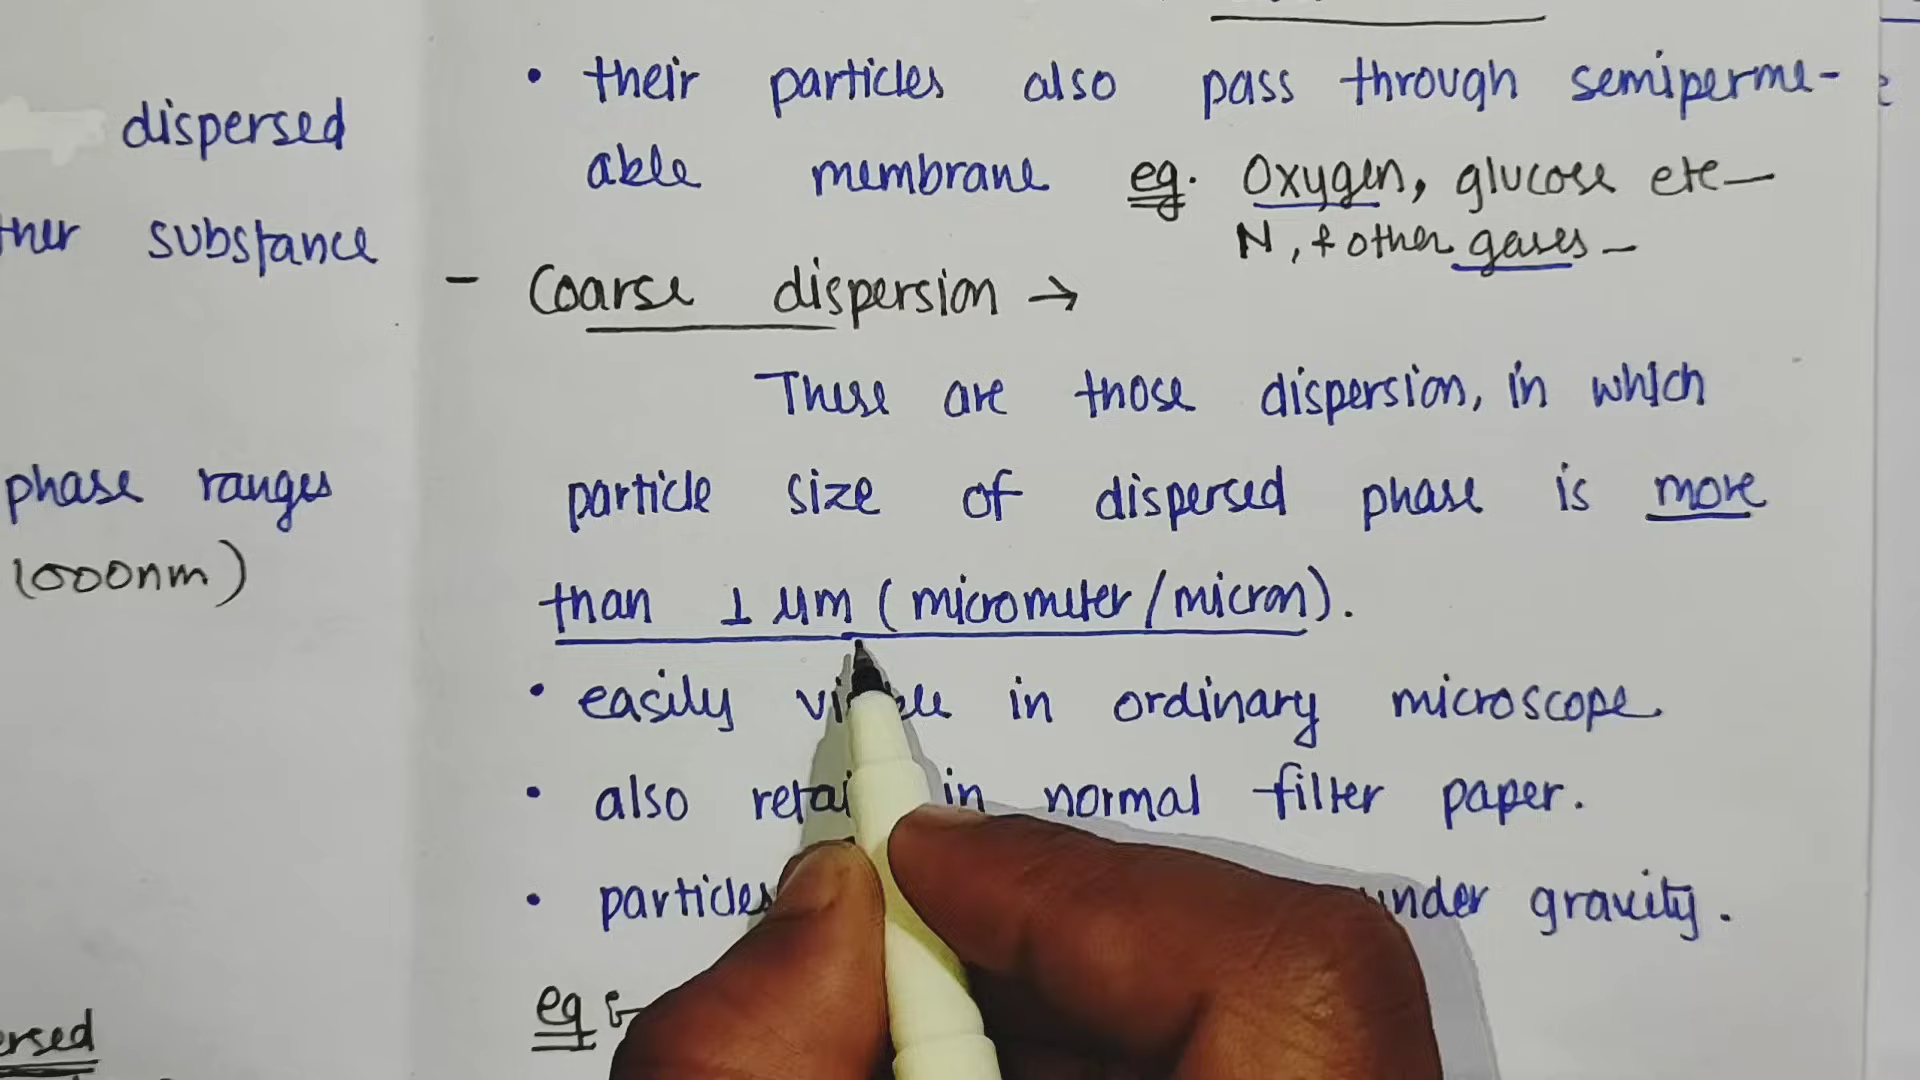 dispersed
substance
phase ranges
1000nm)
• their particles also pass through semiperme-
able membrane eg. Oxygen, glucose etc—
N, & other gases —
- Coarse dispersion →
These are those dispersion, in which
particle size of dispersed phase is more
than 1 µm (micrometer/micron).
• easily in ordinary microscope
• also in normal filter paper.
• particles under gravity.
eg